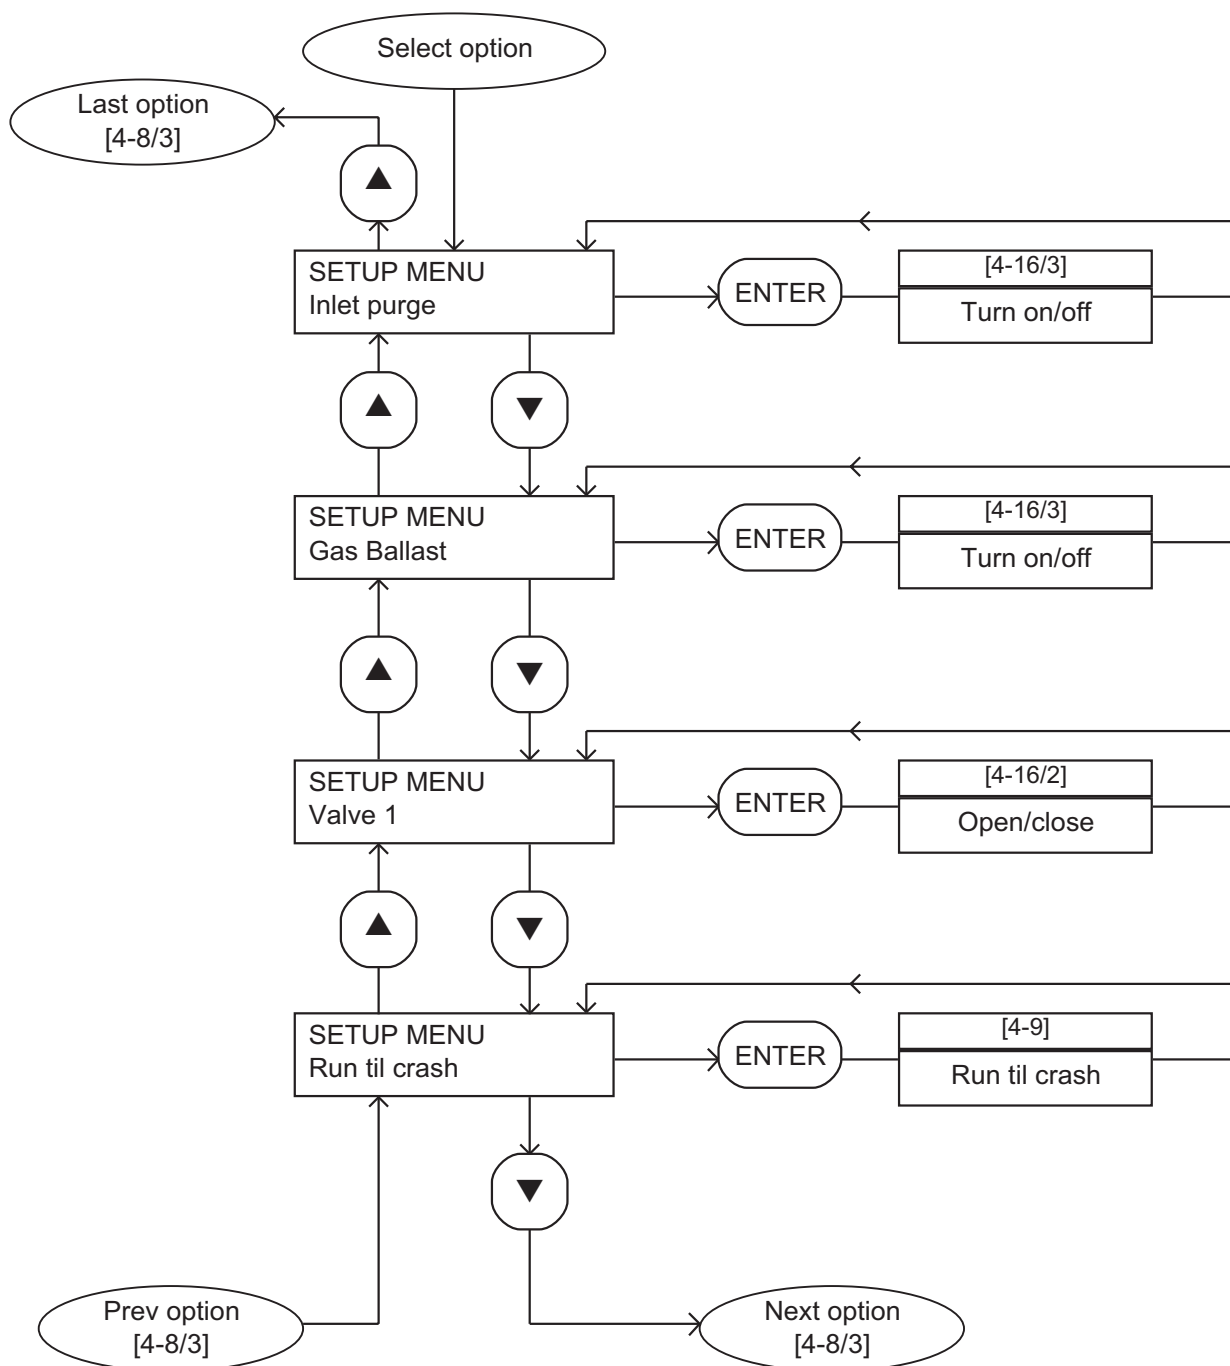 Select option
Last option
[4-8/3]
SETUP MENU
Inlet purge
ENTER
[4-16/3]
Turn on/off
SETUP MENU
Gas Ballast
ENTER
[4-16/3]
Turn on/off
SETUP MENU
Valve 1
ENTER
[4-16/2]
Open/close
SETUP MENU
Run til crash
ENTER
[4-9]
Run til crash
Prev option
[4-8/3]
Next option
[4-8/3]